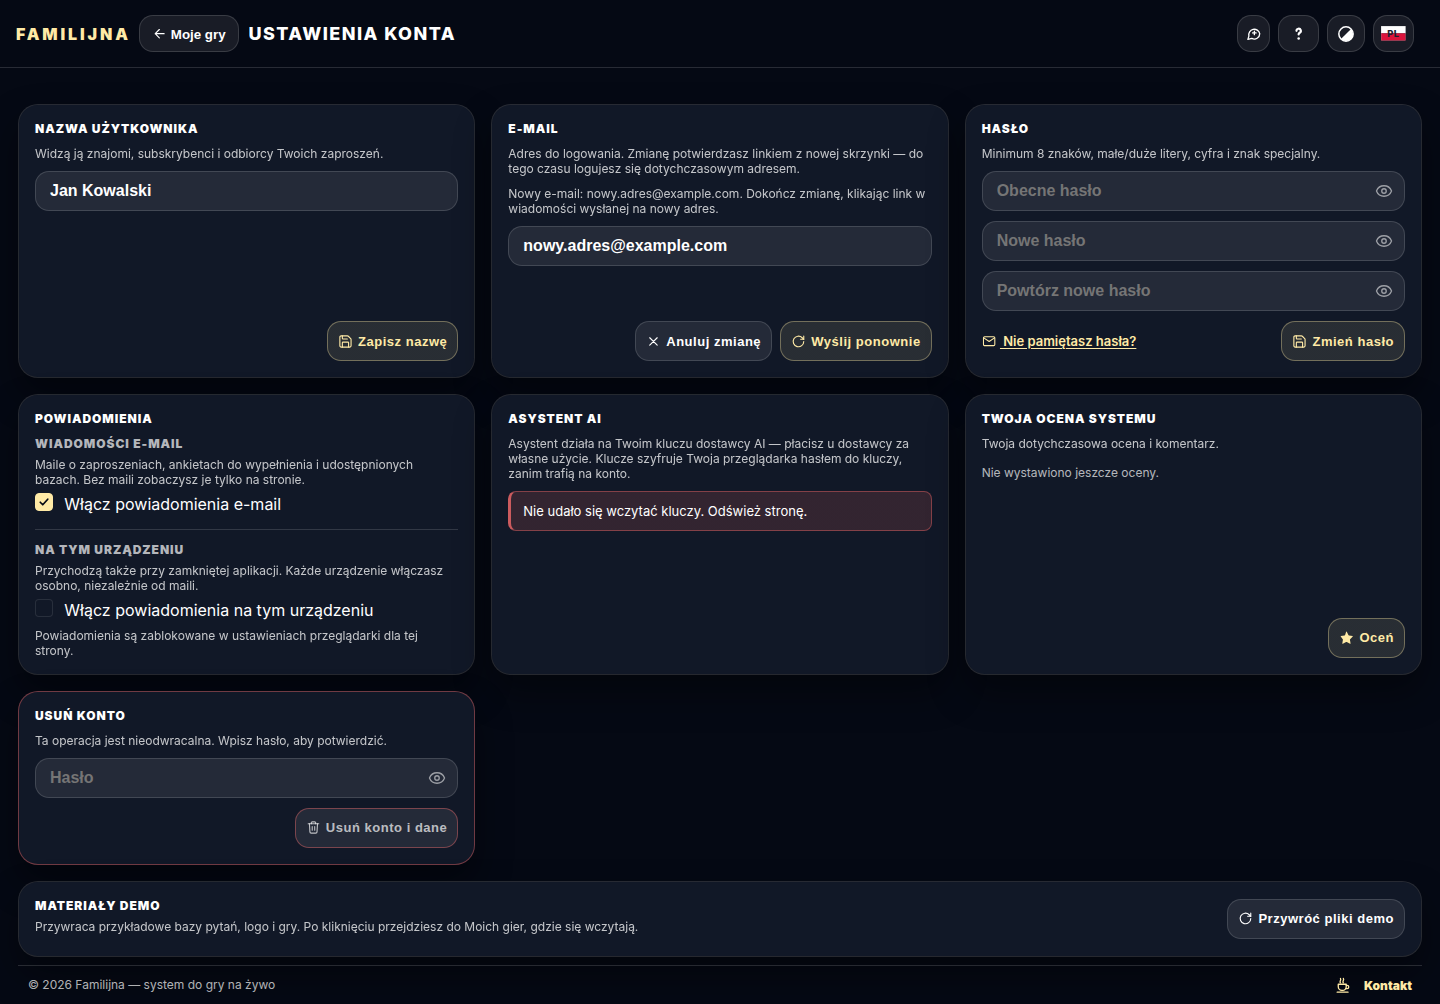 FAMILIJNA
Moje gry
USTAWIENIA KONTA
?
PL
NAZWA UŻYTKOWNIKA
Widzą ją znajomi, subskrybenci i odbiorcy Twoich zaproszeń.
Jan Kowalski
Zapisz nazwę
E-MAIL
Adres do logowania. Zmianę potwierdzasz linkiem z nowej skrzynki — do
tego czasu logujesz się dotychczasowym adresem.
Nowy e-mail: nowy.adres@example.com. Dokończ zmianę, klikając link w
wiadomości wysłanej na nowy adres.
nowy.adres@example.com
Anuluj zmianę
Wyślij ponownie
HASŁO
Minimum 8 znaków, małe/duże litery, cyfra i znak specjalny.
Obecne hasło
Nowe hasło
Powtórz nowe hasło
Nie pamiętasz hasła?
Zmień hasło
POWIADOMIENIA
WIADOMOŚCI E-MAIL
Maile o zaproszeniach, ankietach do wypełnienia i udostępnionych
bazach. Bez maili zobaczysz je tylko na stronie.
Włącz powiadomienia e-mail
NA TYM URZĄDZENIU
Przychodzą także przy zamkniętej aplikacji. Każde urządzenie włączasz
osobno, niezależnie od maili.
Włącz powiadomienia na tym urządzeniu
Powiadomienia są zablokowane w ustawieniach przeglądarki dla tej
strony.
ASYSTENT AI
Asystent działa na Twoim kluczu dostawcy AI — płacisz u dostawcy za
własne użycie. Klucze szyfruje Twoja przeglądarka hasłem do kluczy,
zanim trafią na konto.
Nie udało się wczytać kluczy. Odśwież stronę.
TWOJA OCENA SYSTEMU
Twoja dotychczasowa ocena i komentarz.
Nie wystawiono jeszcze oceny.
Oceń
USUŃ KONTO
Ta operacja jest nieodwracalna. Wpisz hasło, aby potwierdzić.
Hasło
Usuń konto i dane
MATERIAŁY DEMO
Przywraca przykładowe bazy pytań, logo i gry. Po kliknięciu przejdziesz do Moich gier, gdzie się wczytają.
Przywróć pliki demo
© 2026 Familijna — system do gry na żywo
Kontakt